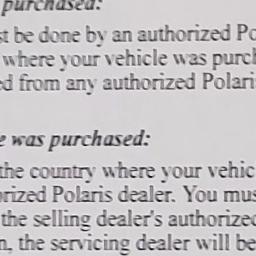 purchased:
st be done by an authorized Po
where your vehicle was purch
ed from any authorized Polari
e was purchased:
the country where your vehic
orized Polaris dealer. You mus
the selling dealer's authorized
n, the servicing dealer will be